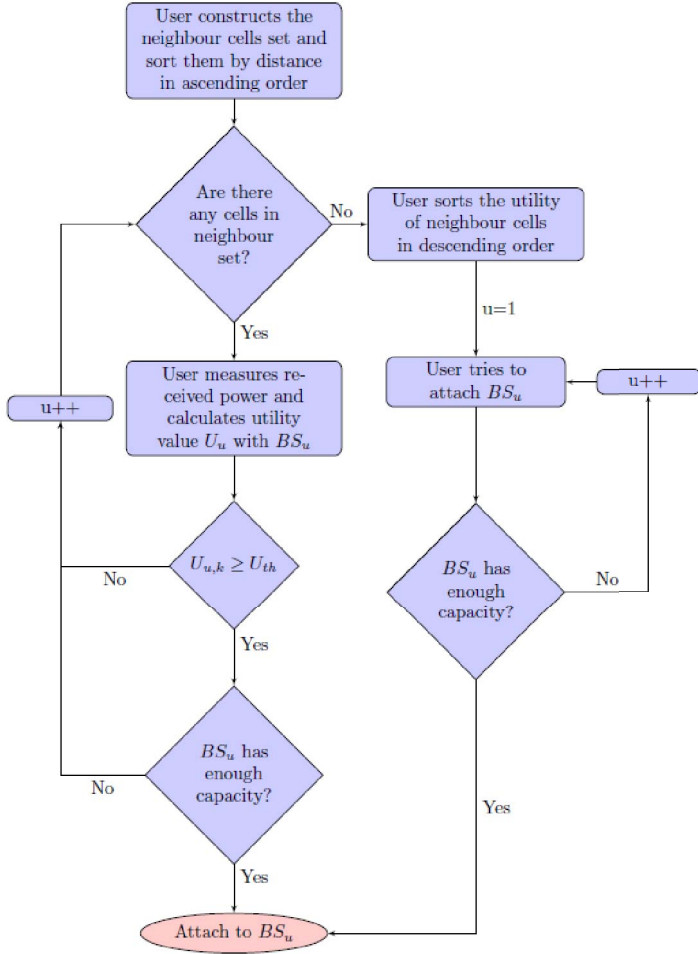 User constructs the
neighbour cells set and
sort them by distance
in ascending order
Are there
any cells in
neighbour
set?
No
User sorts the utility
of neighbour cells
in descending order
Yes
u=1
User measures re-
ceived power and
calculates utility
value U_u with BS_u
User tries to
attach BS_u
u++
u++
U_{u,k} ≥ U_{th}
No
Yes
BS_u has
enough
capacity?
No
BS_u has
enough
capacity?
No
Yes
Yes
Attach to BS_u